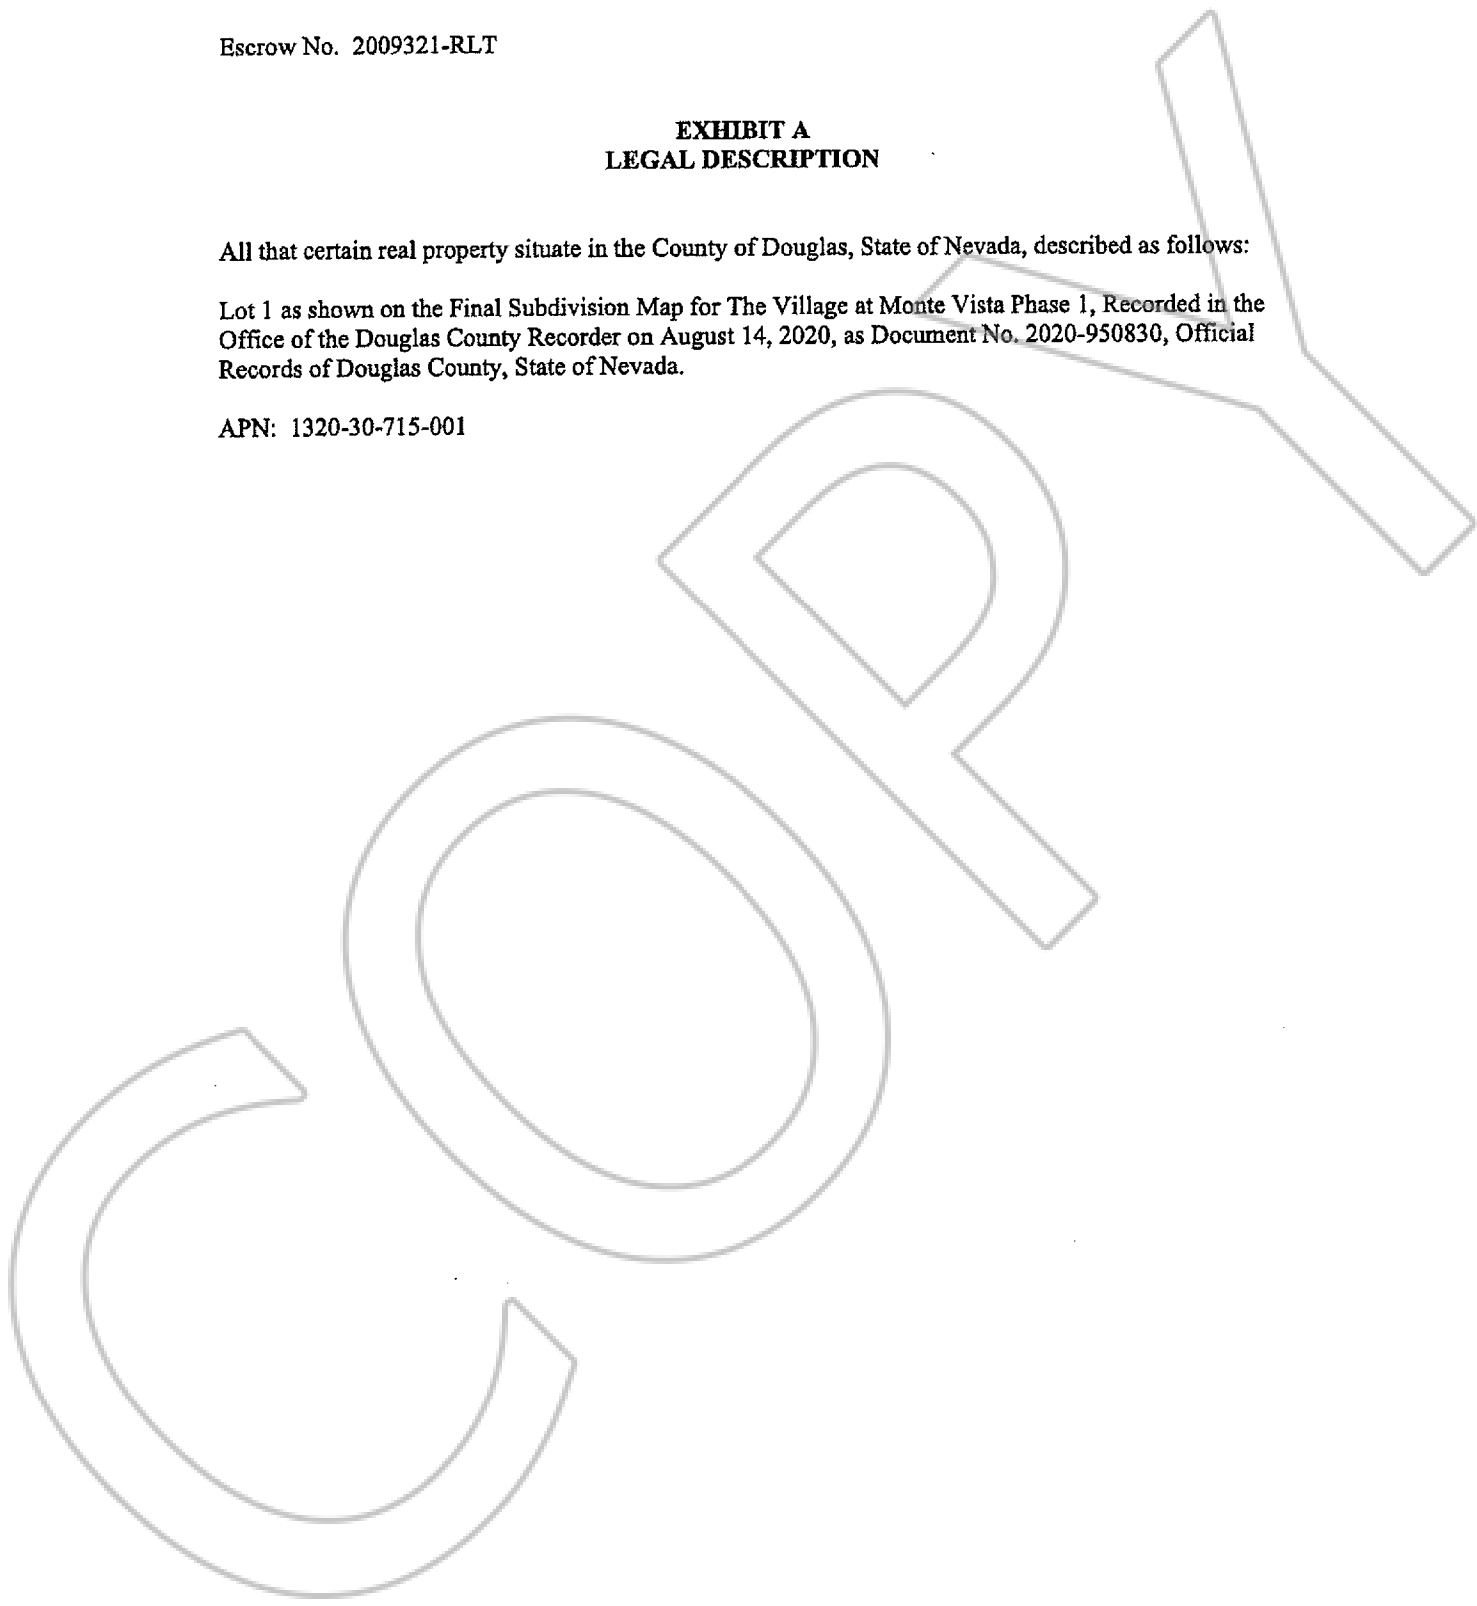 Escrow No. 2009321-RLT
EXHIBIT A
LEGAL DESCRIPTION
All that certain real property situate in the County of Douglas, State of Nevada, described as follows:
Lot 1 as shown on the Final Subdivision Map for The Village at Monte Vista Phase 1, Recorded in the
Office of the Douglas County Recorder on August 14, 2020, as Document No. 2020-950830, Official
Records of Douglas County, State of Nevada.
APN: 1320-30-715-001
COPY